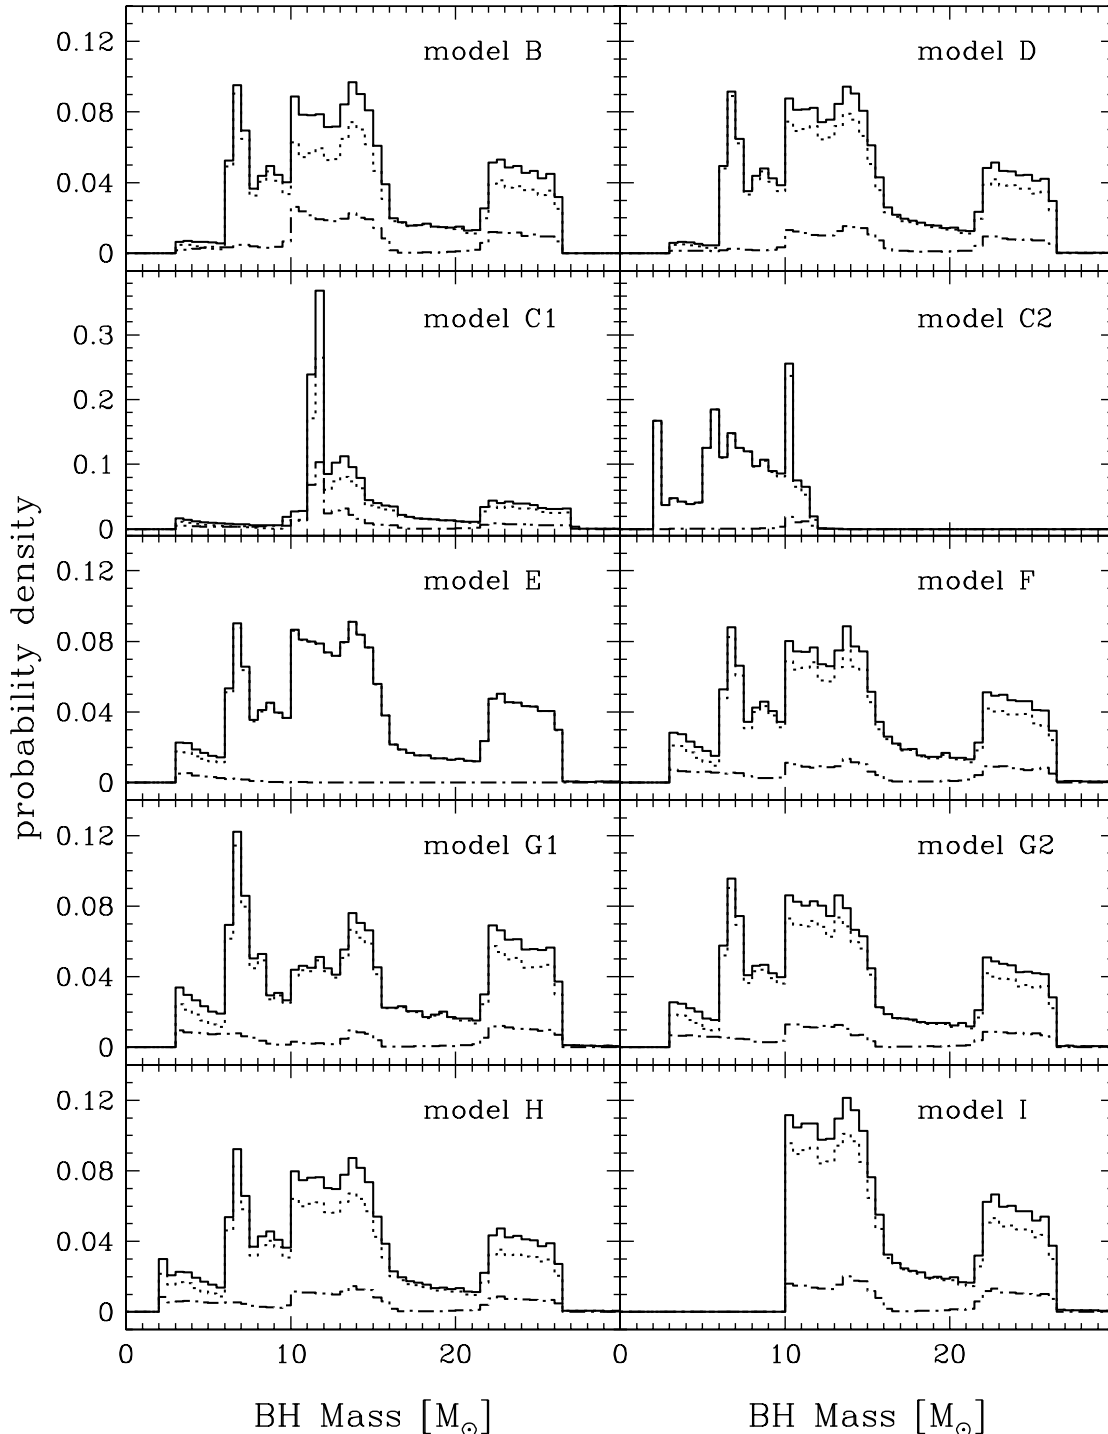 model B
model D
0.12
0.08
0.04
0
model C1
model C2
0.3
0.2
0.1
0
model E
model F
0.12
0.08
0.04
0
model G1
model G2
0.12
0.08
0.04
0
model H
model I
0.12
0.08
0.04
0
probability density
0 10 20 0 10 20
BH Mass [M⊙] BH Mass [M⊙]